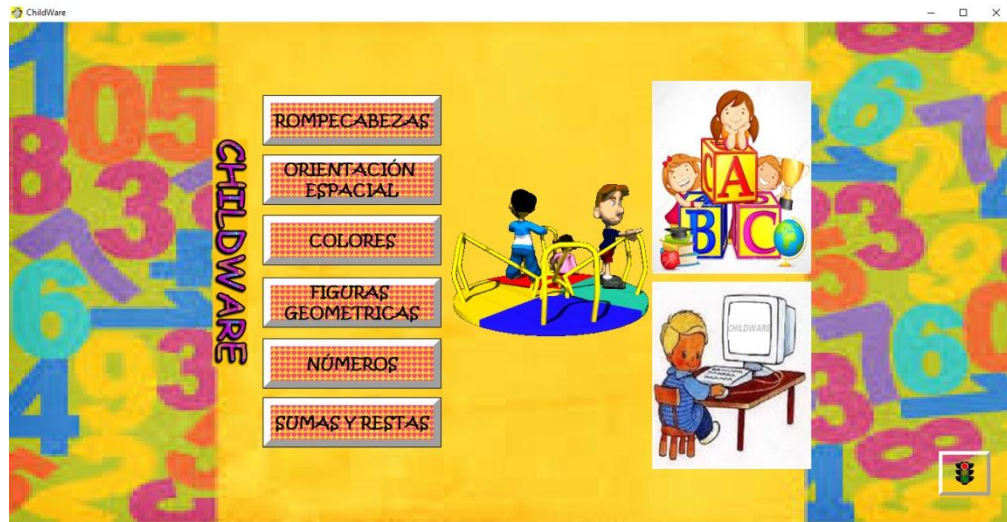 ChildWare
CHILDWARE
ROMPECABEZAS
ORIENTACIÓN
ESPACIAL
COLORES
FIGURAS
GEOMETRICAS
NÚMEROS
SUMAS Y RESTAS
C A
A
B C
CHILDWARE